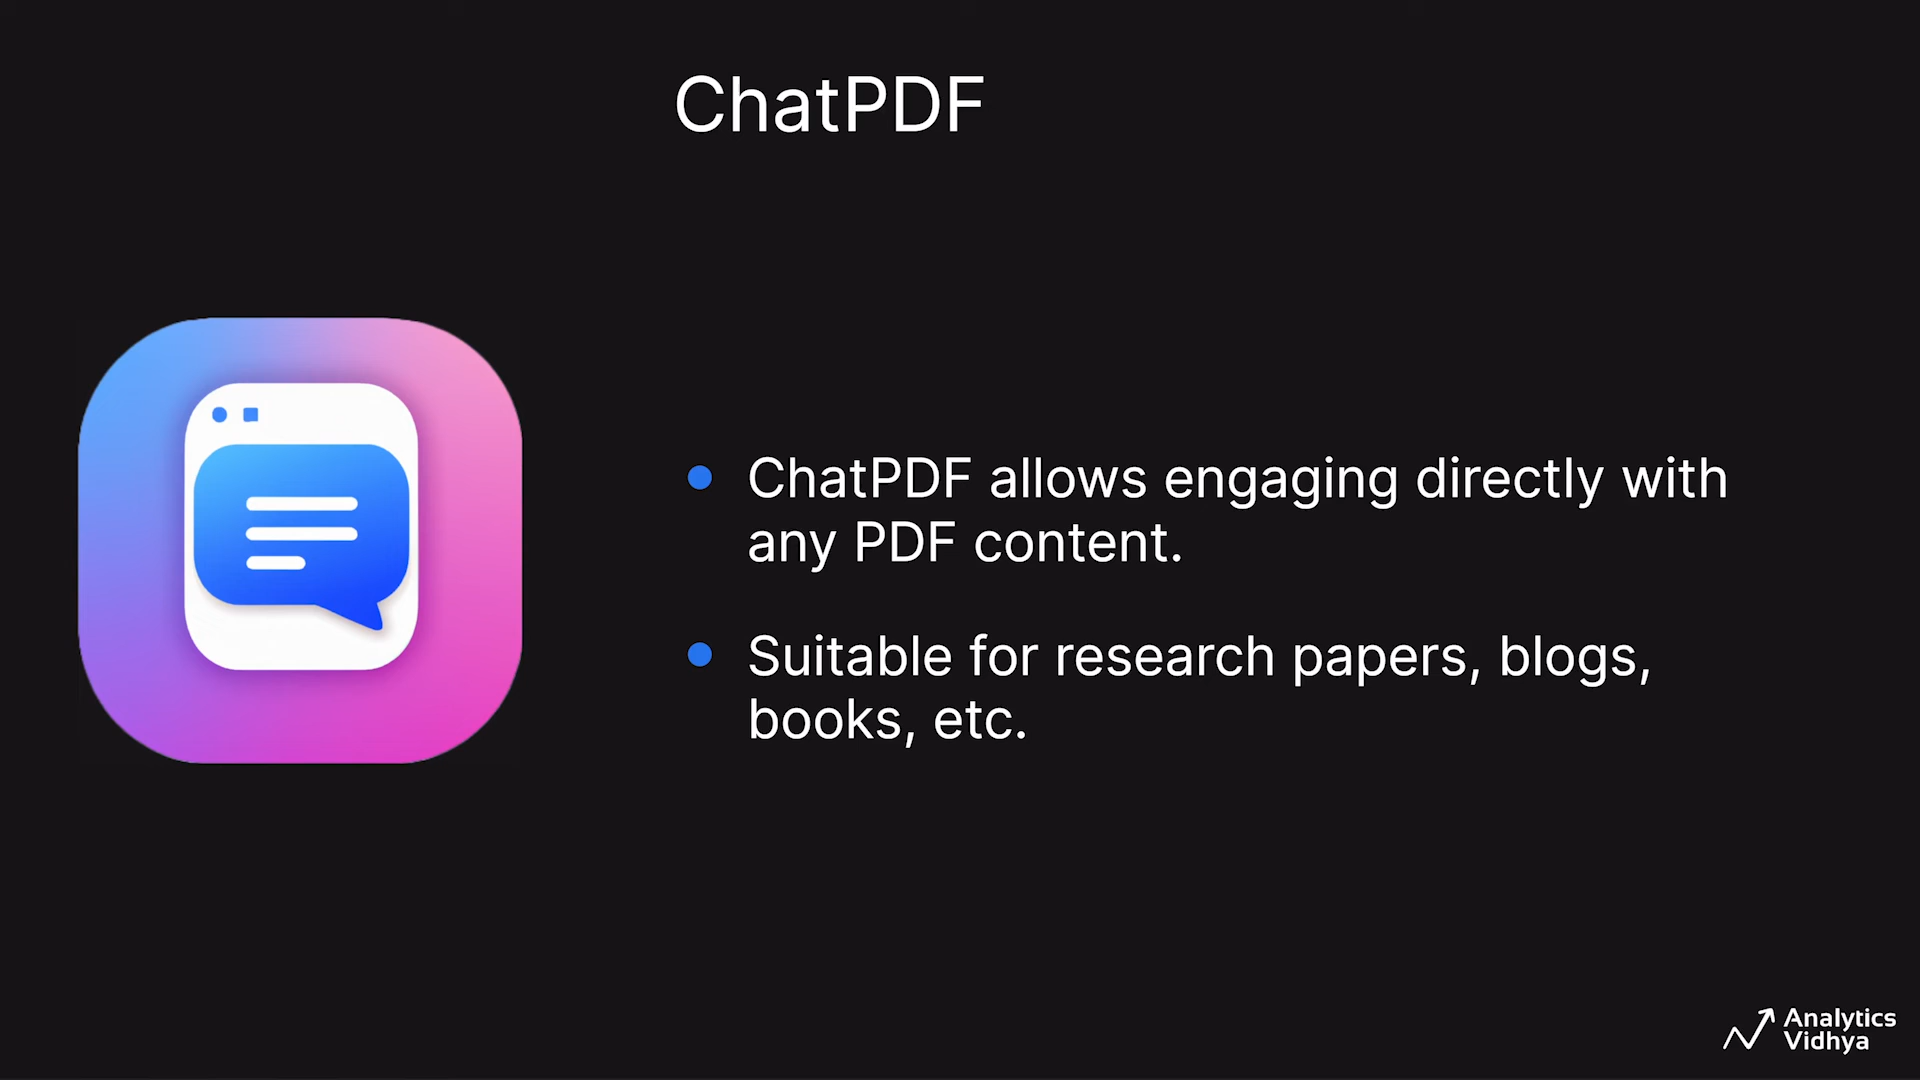 ChatPDF
ChatPDF allows engaging directly with
any PDF content.
Suitable for research papers, blogs,
books, etc.
Analytics
Vidhya